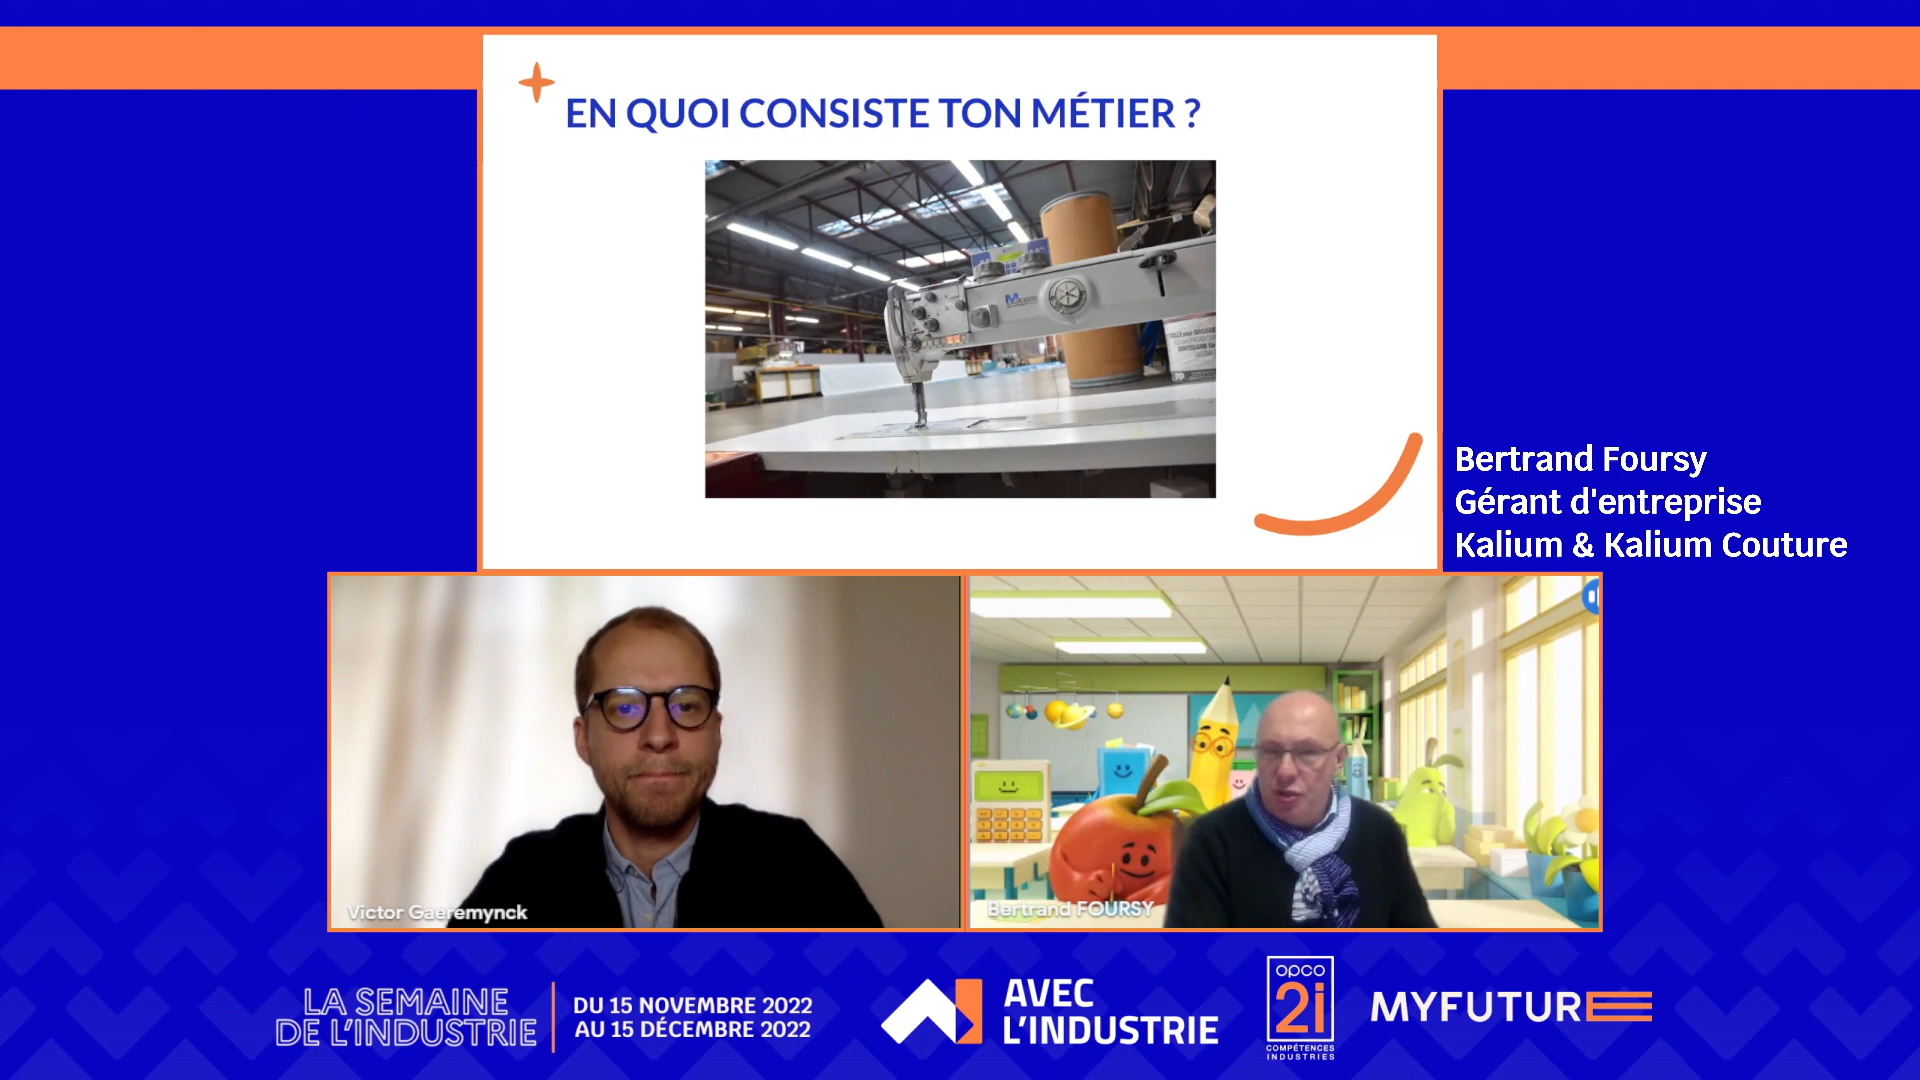 EN QUOI CONSISTE TON MÉTIER ?
Bertrand Foursy
Gérant d'entreprise
Kalium & Kalium Couture
Victor Gaeremynck
Bertrand FOURSY
LA SEMAINE
DE L'INDUSTRIE
DU 15 NOVEMBRE 2022
AU 15 DÉCEMBRE 2022
AVEC
L'INDUSTRIE
opco
2i
COMPÉTENCES
INDUSTRIES
MYFUTURE